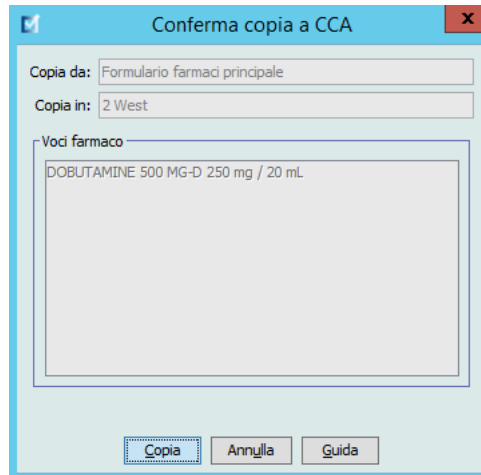 Conferma copia a CCA
x
Copia da: Formulario farmaci principale
Copia in: 2 West
Voci farmaco
DOBUTAMINE 500 MG-D 250 mg / 20 mL
Copia Annulla Guida